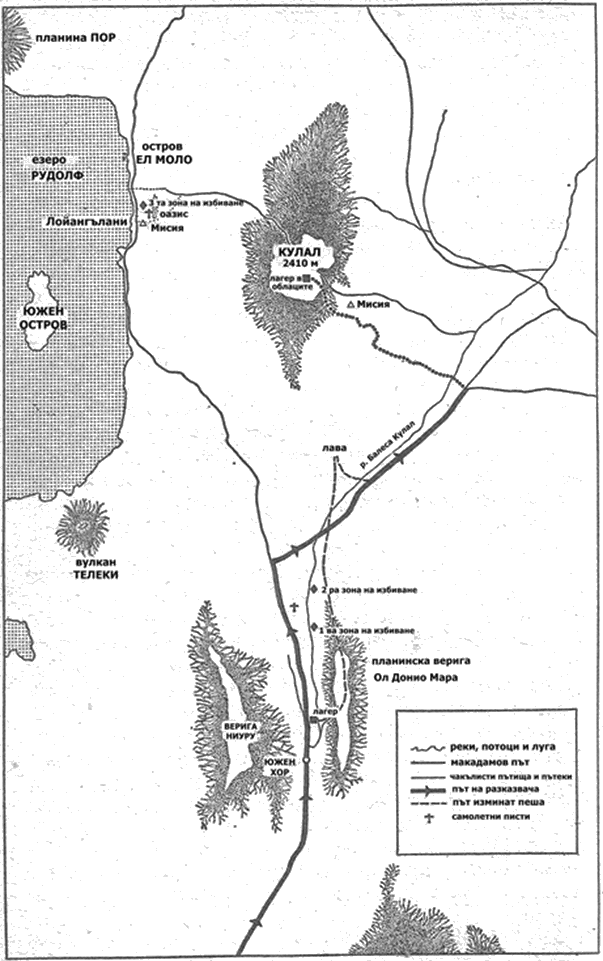 планина ПОР
остров
ЕЛ МОЛО
езеро
РУДОЛФ
3 та зона на избиване
оазис
Лойангълани
Мисия
КУЛАЛ
2410 м
лагер в
облаците
Мисия
ЮЖЕН
ОСТРОВ
р. Балеса Кулал
лава
вулкан
ТЕЛЕКИ
2 ра зона на избиване
1 ва зона на избиване
планинска верига
Ол Донио Мара
лагер
ВЕРИГА
НИУРУ
ЮЖЕН
ХОР
реки, потоци и луга
макадамов път
чакълисти пътища и пътеки
път на разказвача
път изминат пеша
самолетни писти